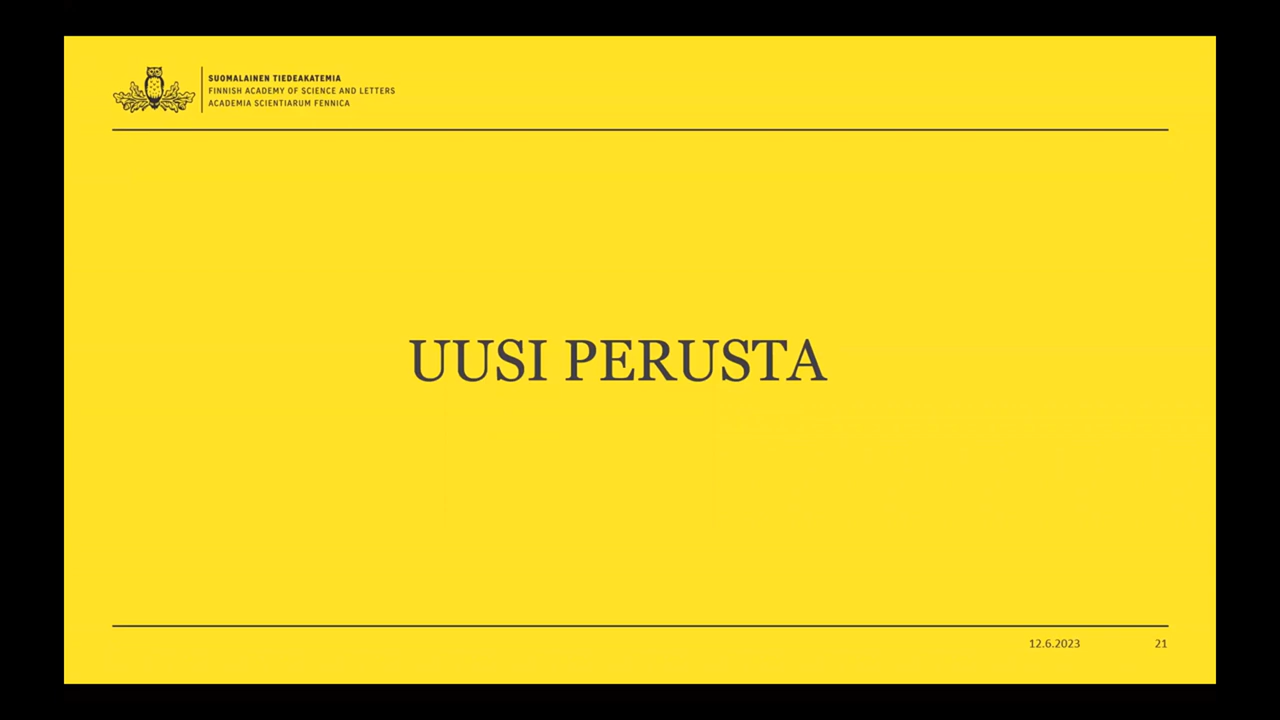 SUOMALAINEN TIEDEAKATEMIA
FINNISH ACADEMY OF SCIENCE AND LETTERS
ACADEMIA SCIENTIARUM FENNICA
UUSI PERUSTA
12.6.2023 21